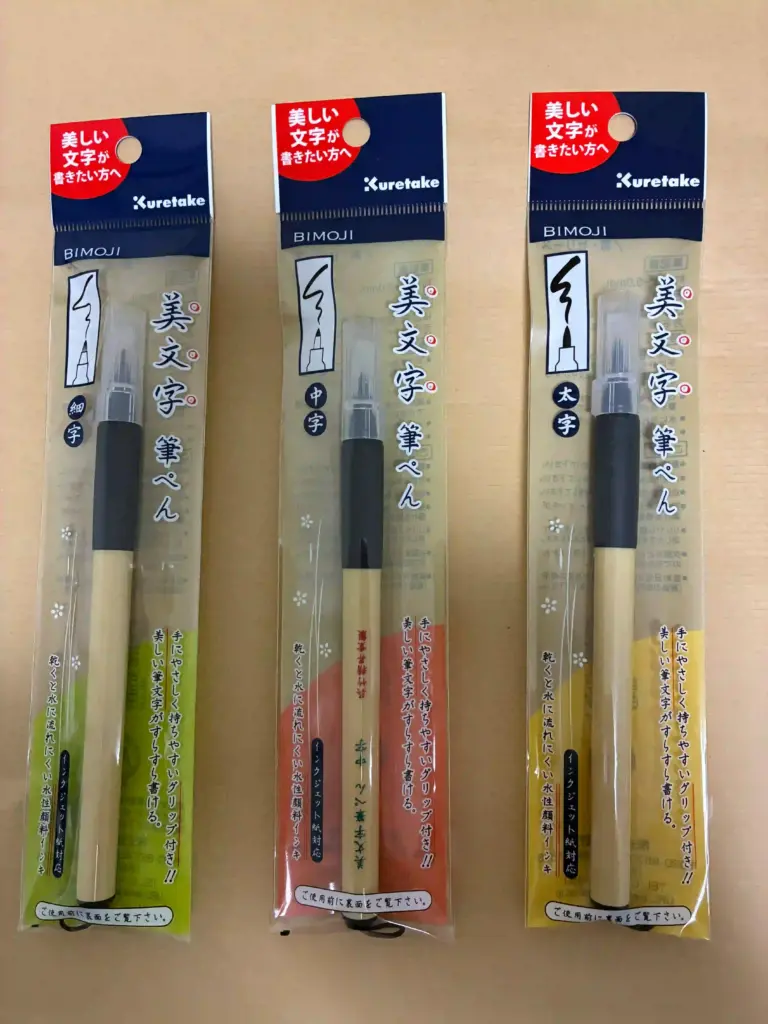 美しい
文字が
書きたい方へ
Kuretake
BIMOJI
美文字 筆ぺん
細字
手にやさしく持ちやすいグリップ付き!!
美しい筆文字がすらすら書ける。
乾くと水に流れにくい水性顔料インキ
インクジェット紙対応
ご使用前に裏面をご覧下さい。
美しい
文字が
書きたい方へ
Kuretake
BIMOJI
美文字 筆ぺん
中字
手にやさしく持ちやすいグリップ付き!!
美しい筆文字がすらすら書ける。
呉竹精昇堂製
美文字筆ぺん 中字
乾くと水に流れにくい水性顔料インキ
インクジェット紙対応
ご使用前に裏面をご覧下さい。
美しい
文字が
書きたい方へ
Kuretake
BIMOJI
美文字 筆ぺん
太字
手にやさしく持ちやすいグリップ付き!!
美しい筆文字がすらすら書ける。
乾くと水に流れにくい水性顔料インキ
インクジェット紙対応
ご使用前に裏面をご覧下さい。